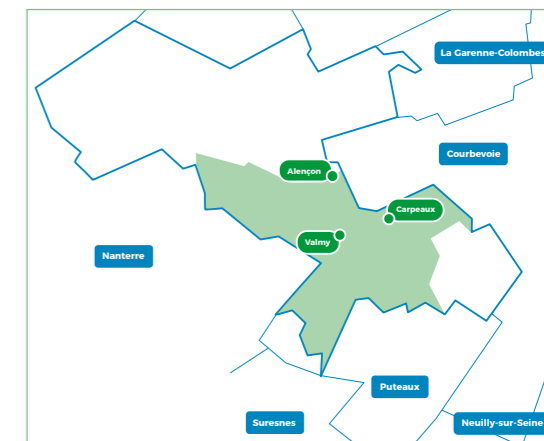 La Garenne-Colombes
Courbevoie
Alençon
Carpeaux
Valmy
Nanterre
Puteaux
Suresnes
Neuilly-sur-Seine